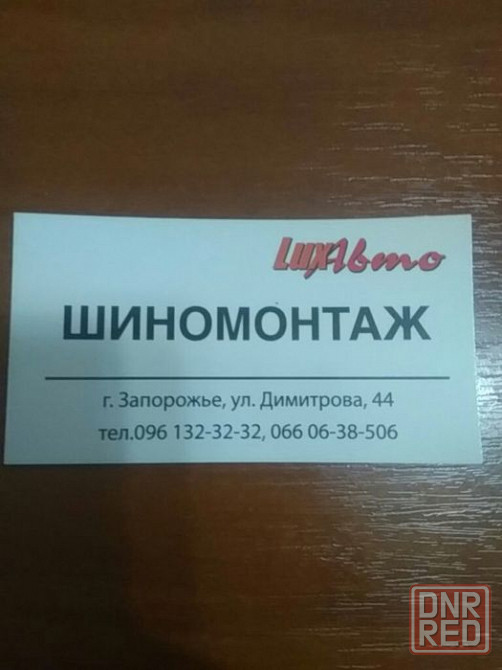 LuxАвто
ШИНОМОНТАЖ
г. Запорожье, ул. Димитрова, 44
тел.096 132-32-32, 066 06-38-506
DNR
RED